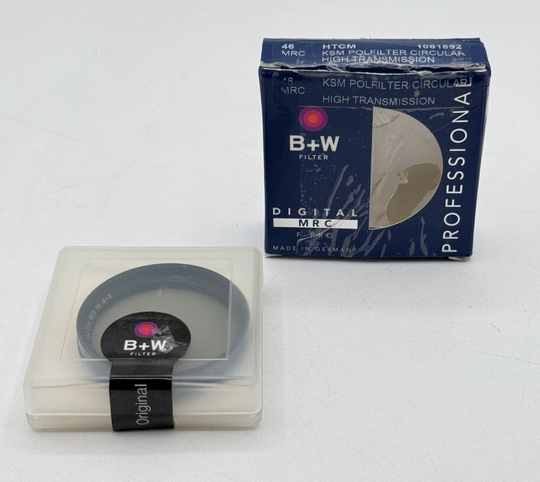 46 HTCM 1081892
MRC KSM POLFILTER CIRCULAR
HIGH TRANSMISSION
46 KSM POLFILTER CIRCULAR
MRC
HIGH TRANSMISSION
B+W
FILTER
DIGITAL
MRC
F-PRO
MADE IN GERMANY
PROFESSIONAL
B+W
FILTER
Original